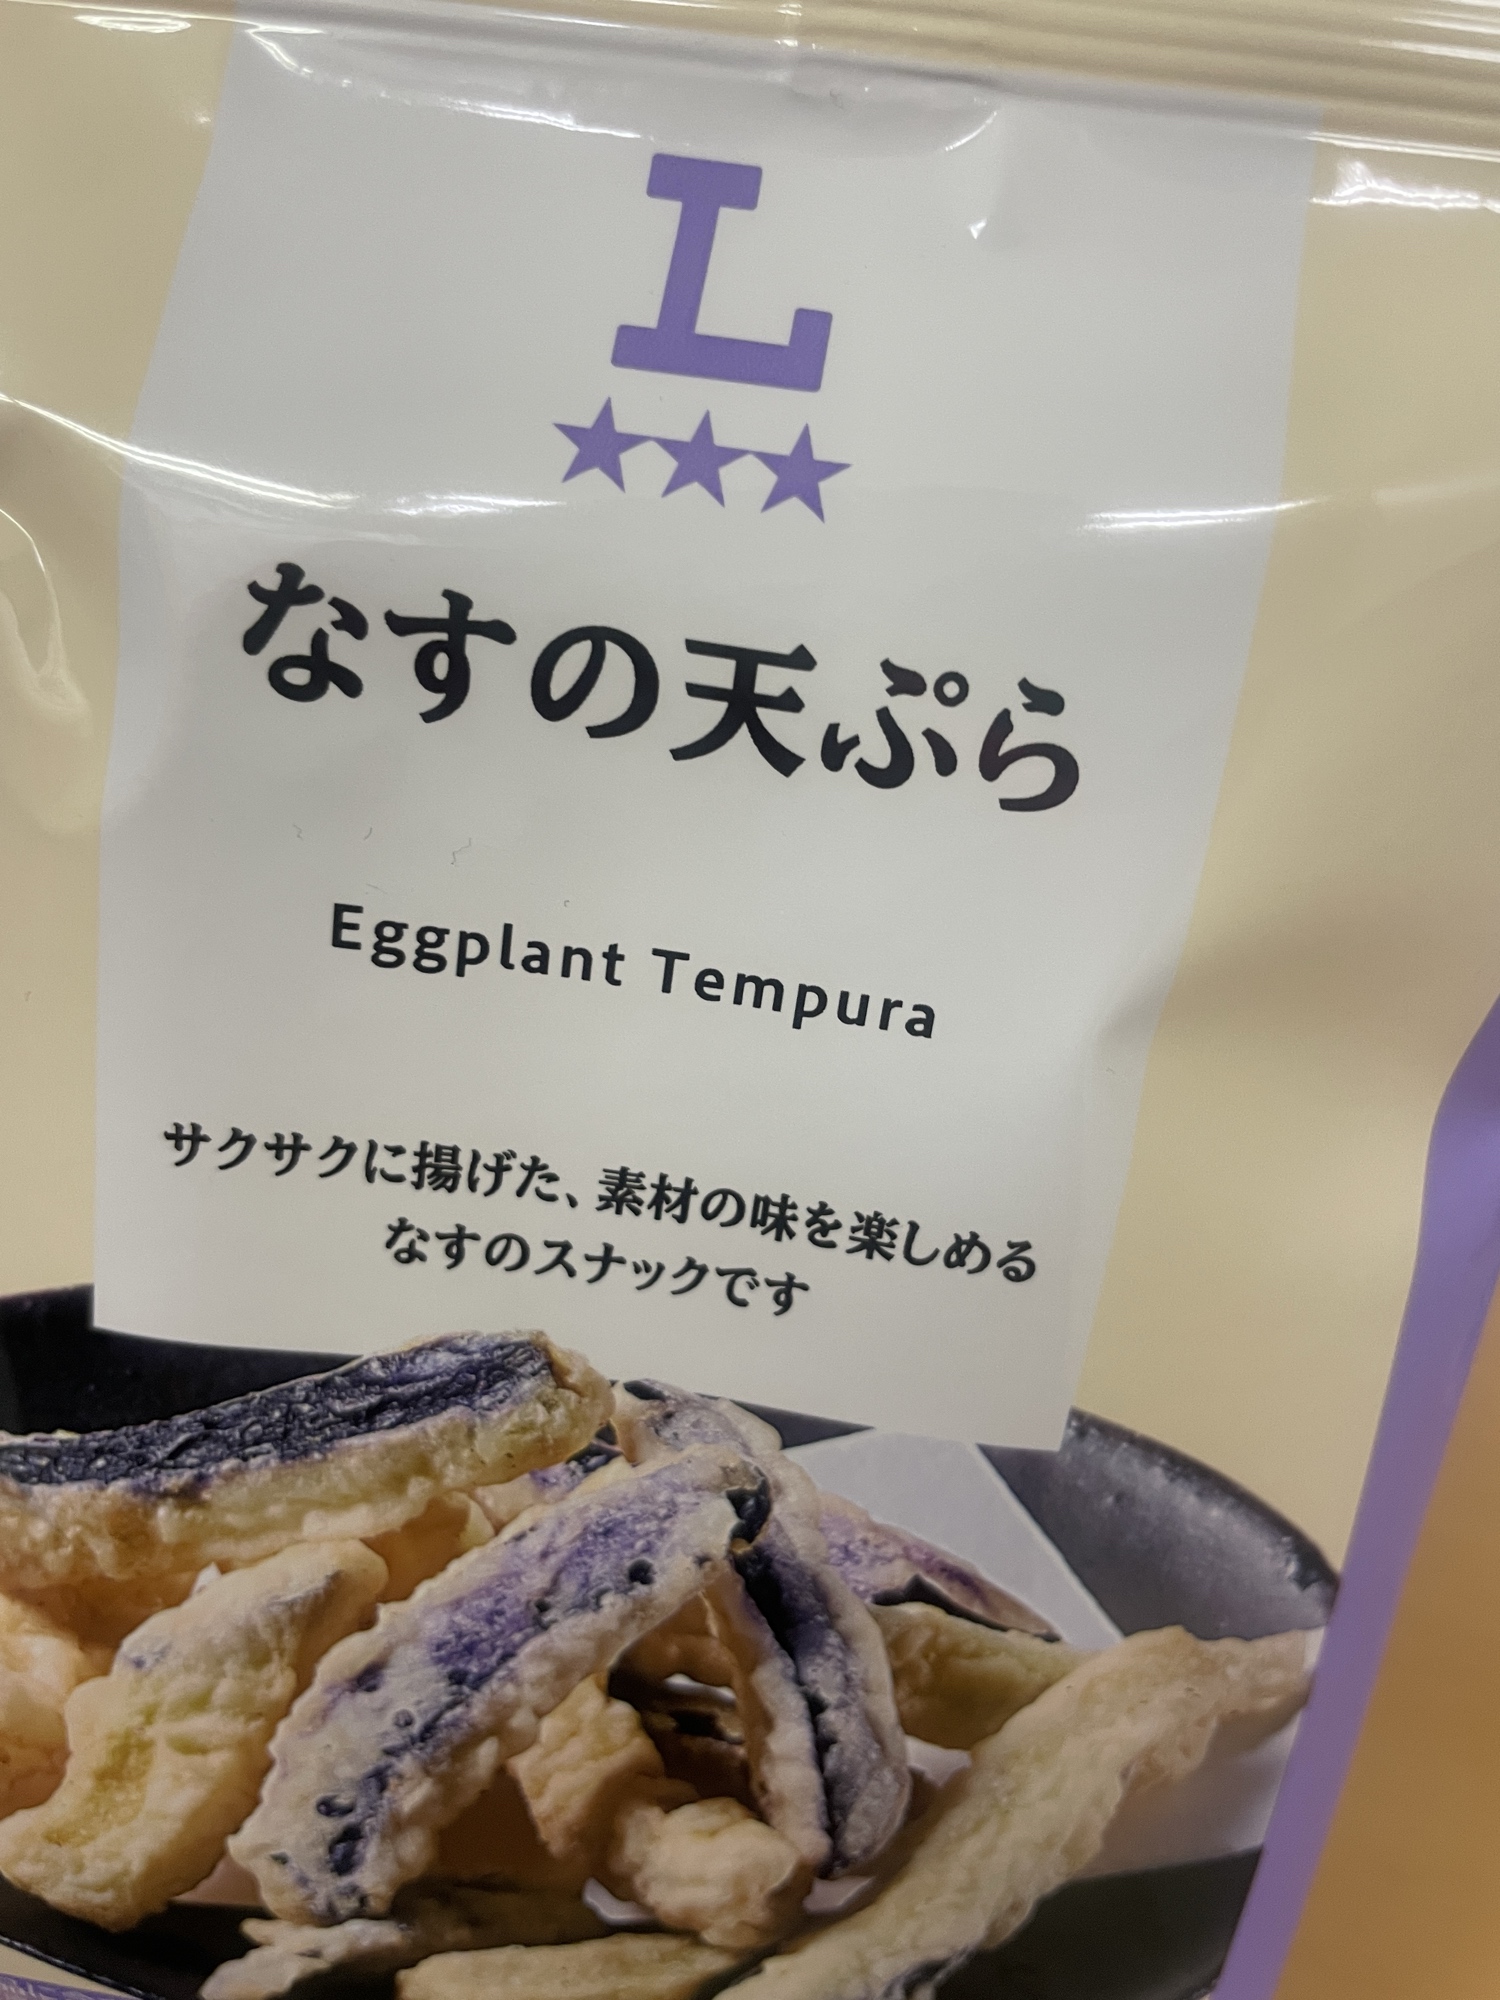 L
なすの天ぷら
Eggplant Tempura
サクサクに揚げた、素材の味を楽しめる
なすのスナックです